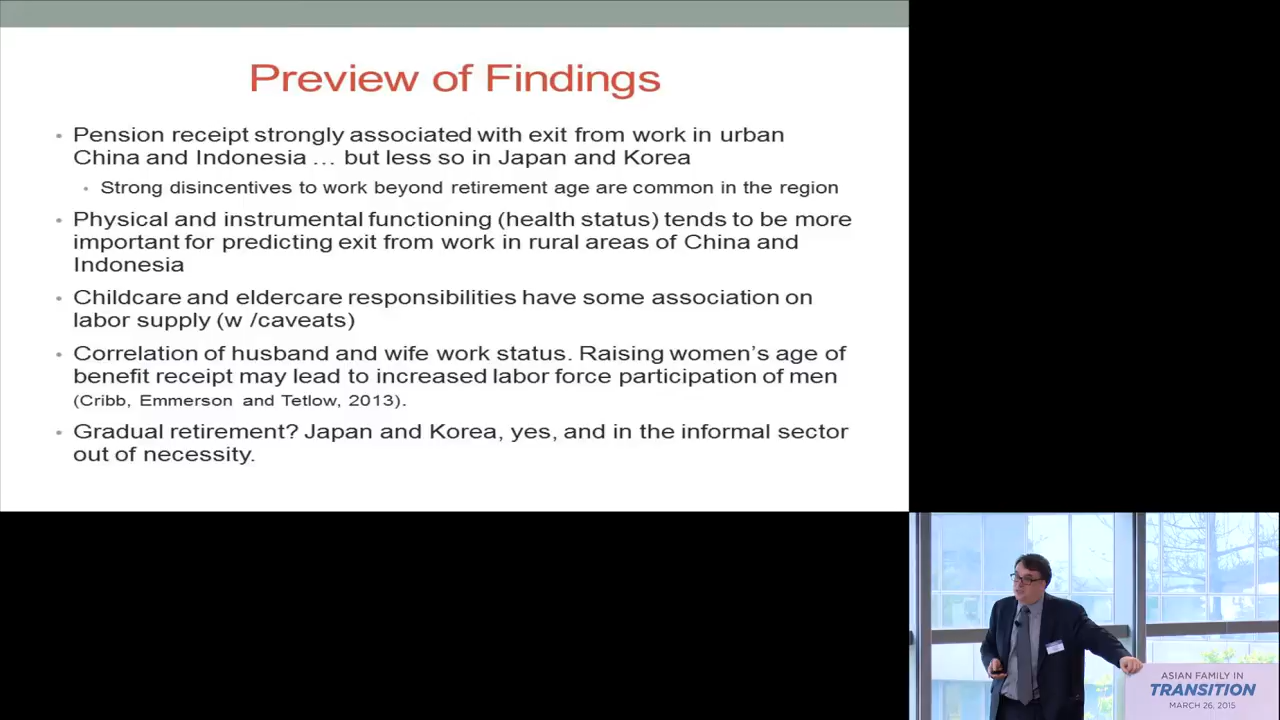 Preview of Findings
Pension receipt strongly associated with exit from work in urban
China and Indonesia … but less so in Japan and Korea
Strong disincentives to work beyond retirement age are common in the region
Physical and instrumental functioning (health status) tends to be more
important for predicting exit from work in rural areas of China and
Indonesia
Childcare and eldercare responsibilities have some association on
labor supply (w /caveats)
Correlation of husband and wife work status. Raising women's age of
benefit receipt may lead to increased labor force participation of men
(Cribb, Emmerson and Tetlow, 2013).
Gradual retirement? Japan and Korea, yes, and in the informal sector
out of necessity.
ASIAN FAMILY IN
TRANSITION
MARCH 26, 2015